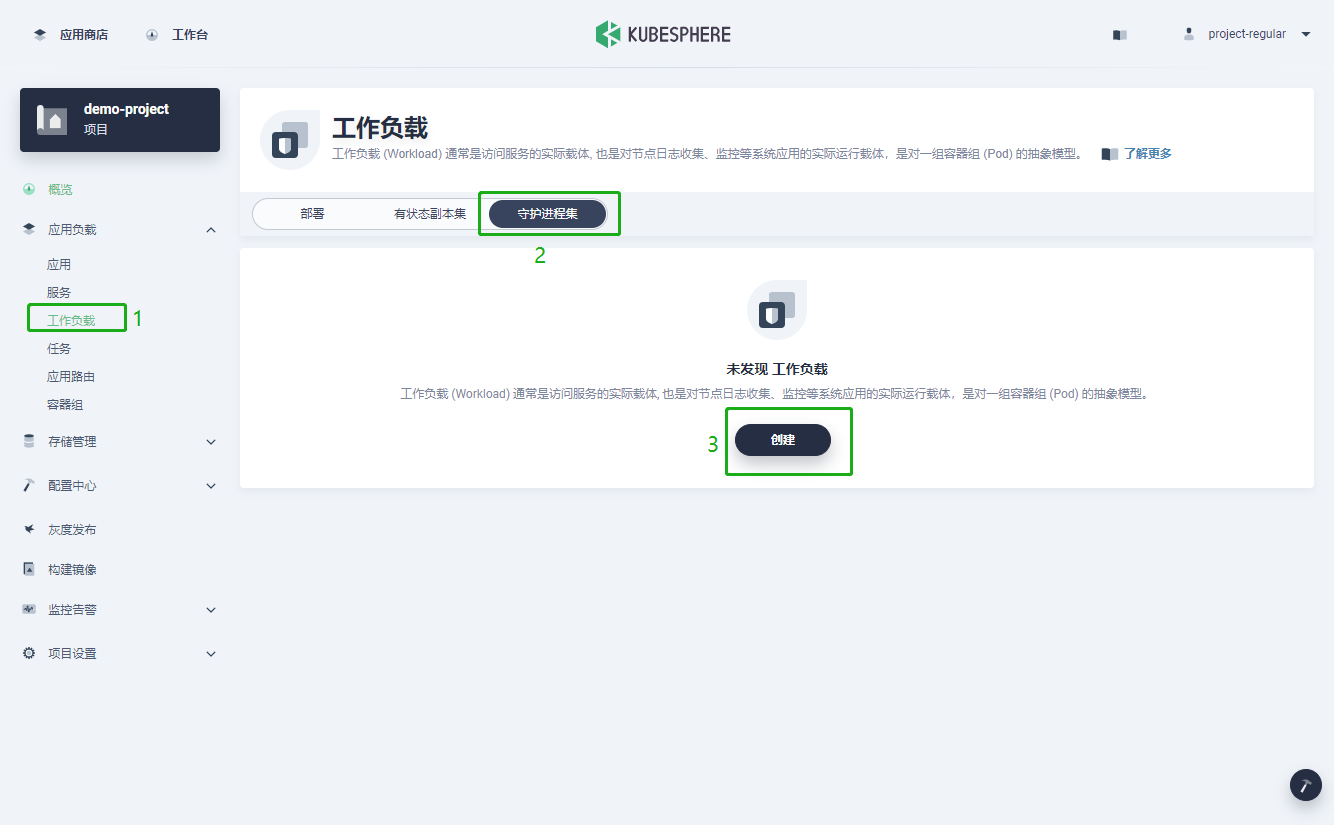 应用商店
工作台
KUBESPHERE
project-regular
demo-project
项目
概览
应用负载
应用
服务
工作负载
1
任务
应用路由
容器组
存储管理
配置中心
灰度发布
构建镜像
监控告警
项目设置
工作负载
工作负载 (Workload) 通常是访问服务的实际载体, 也是对节点日志收集、监控等系统应用的实际运行载体，是对一组容器组 (Pod) 的抽象模型。 了解更多
部署 有状态副本集 守护进程集
2
未发现 工作负载
工作负载 (Workload) 通常是访问服务的实际载体, 也是对节点日志收集、监控等系统应用的实际运行载体，是对一组容器组 (Pod) 的抽象模型。
3 创建